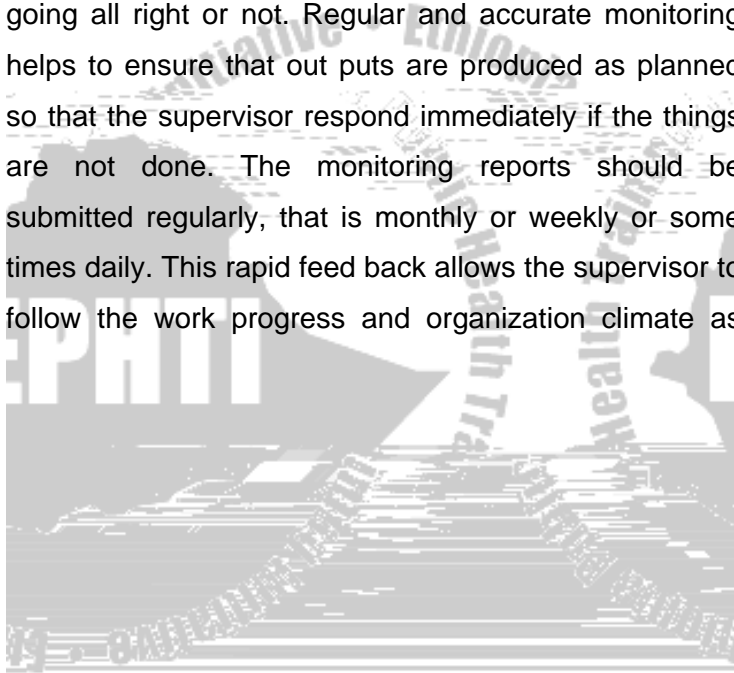 going all right or not. Regular and accurate monitoring
helps to ensure that out puts are produced as planned
so that the supervisor respond immediately if the things
are not done. The monitoring reports should be
submitted regularly, that is monthly or weekly or some
times daily. This rapid feed back allows the supervisor to
follow the work progress and organization climate as
EPHTI